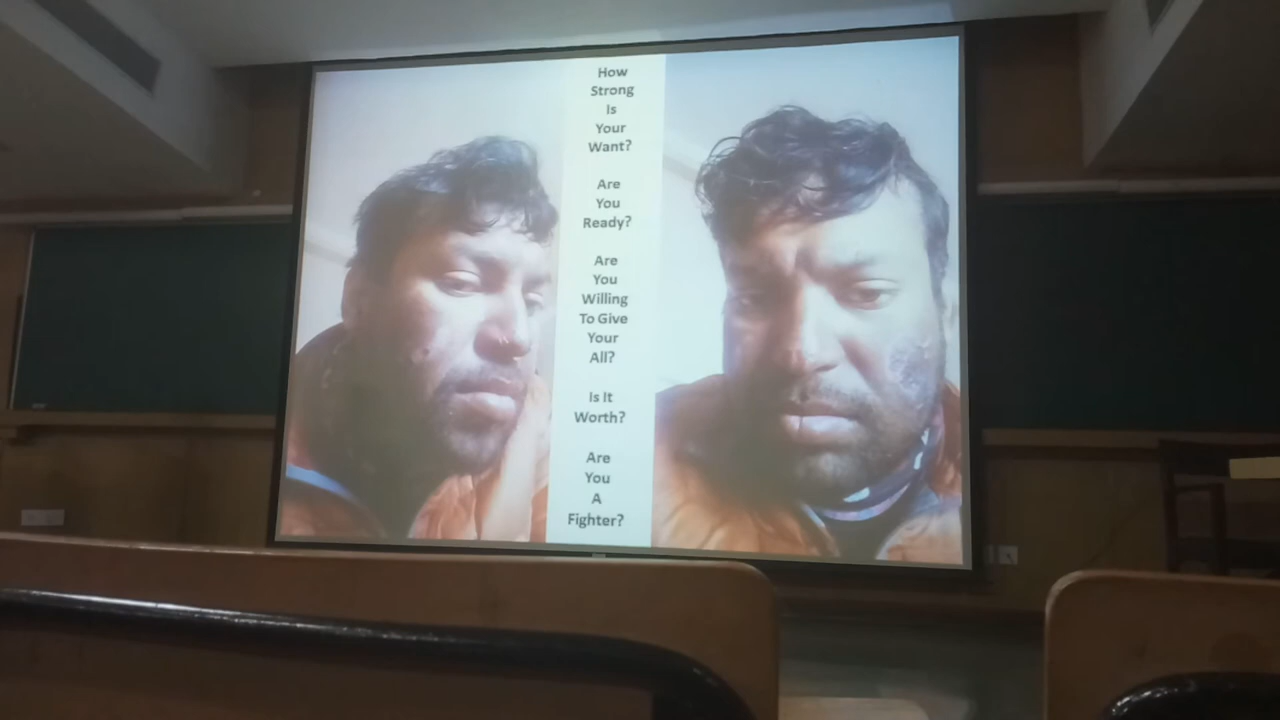 How
Strong
Is
Your
Want?
Are
You
Ready?
Are
You
Willing
To Give
Your
All?
Is It
Worth?
Are
You
A
Fighter?